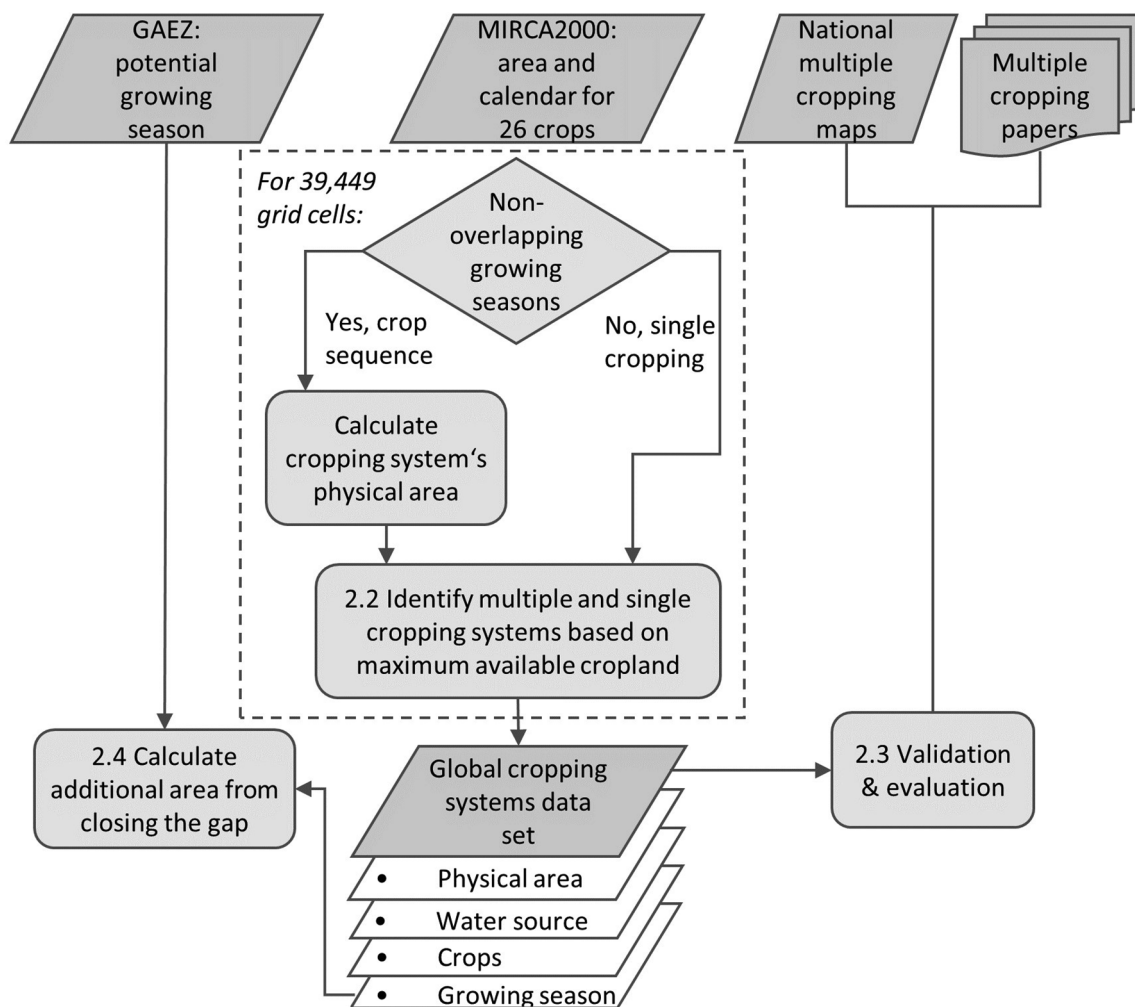 GAEZ:
potential
growing
season
MIRCA2000:
area and
calendar for
26 crops
National
multiple
cropping
maps
Multiple
cropping
papers
For 39,449
grid cells:
Non-
overlapping
growing
seasons
Yes, crop
sequence
No, single
cropping
Calculate
cropping system‘s
physical area
2.2 Identify multiple and single
cropping systems based on
maximum available cropland
2.4 Calculate
additional area from
closing the gap
Global cropping
systems data
set
2.3 Validation
& evaluation
• Physical area
• Water source
• Crops
• Growing season